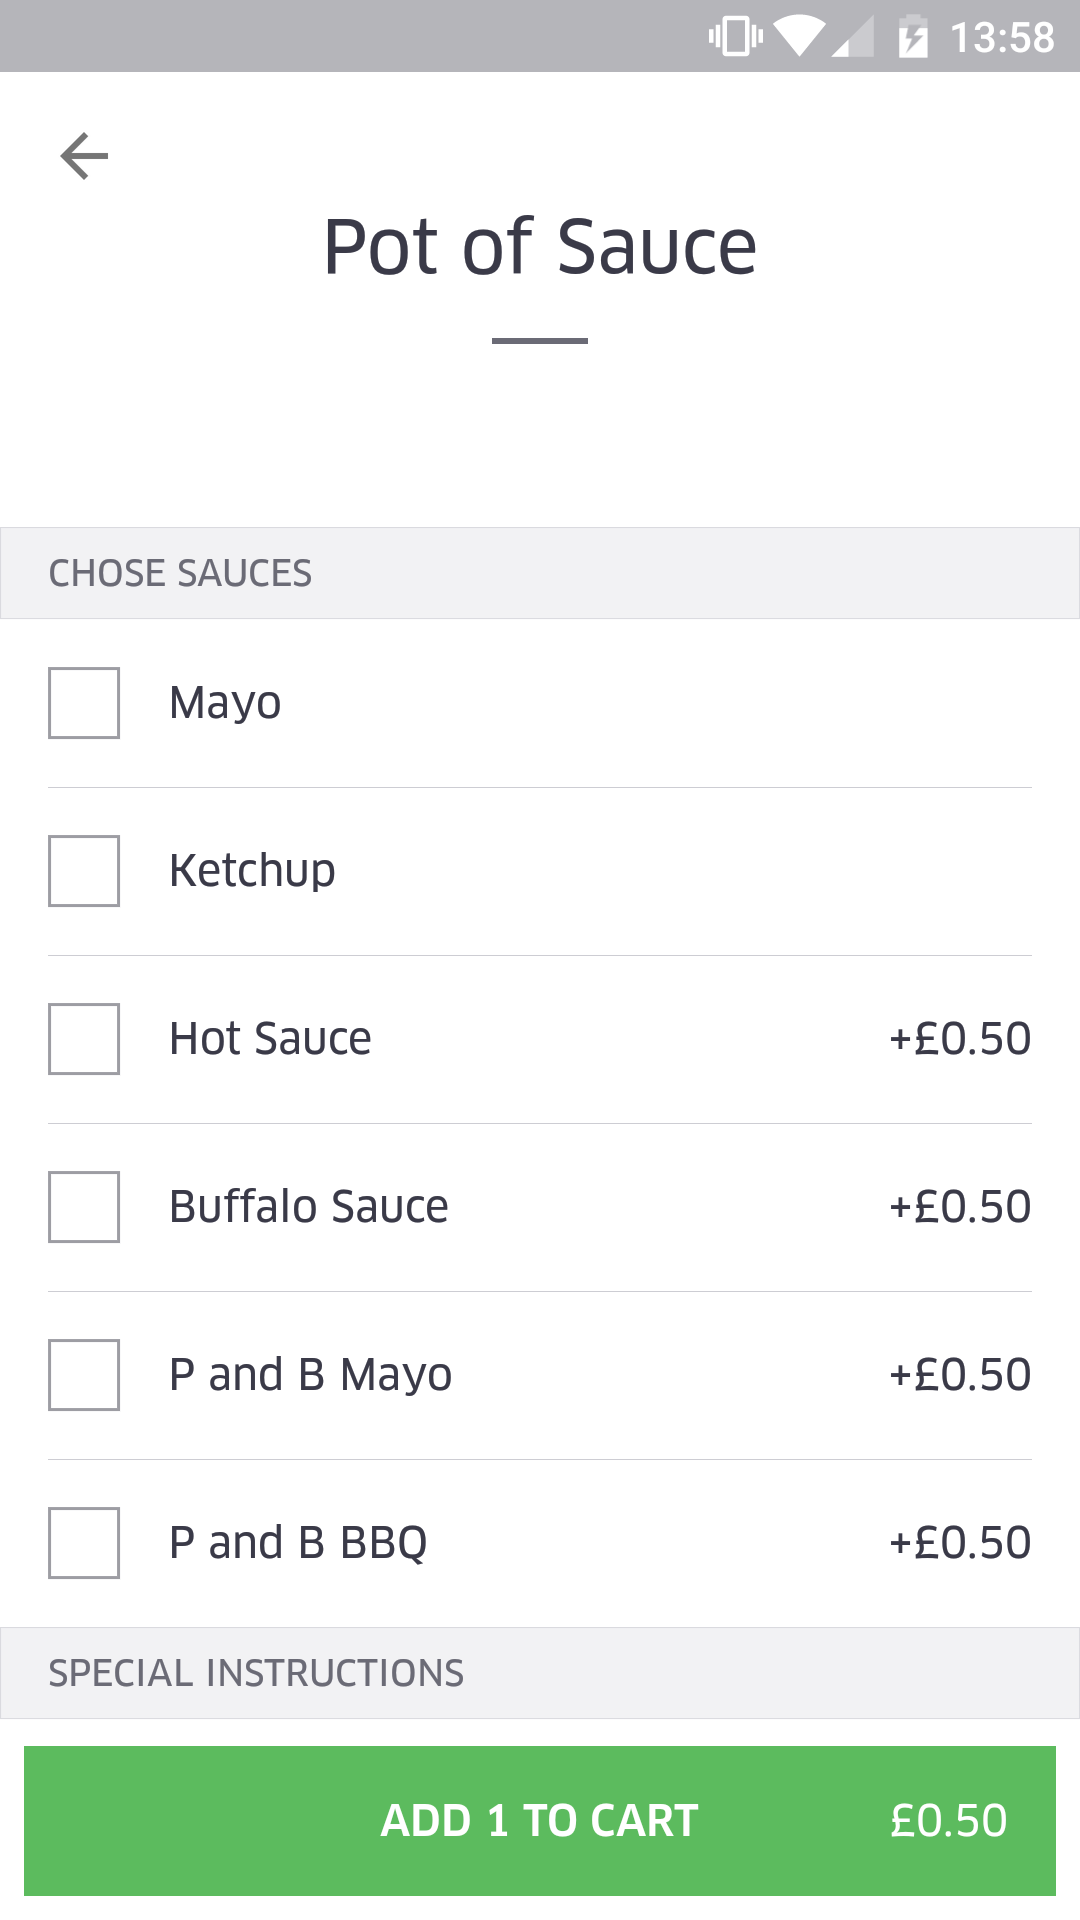 13:58
Pot of Sauce
CHOSE SAUCES
Mayo
Ketchup
Hot Sauce +£0.50
Buffalo Sauce +£0.50
P and B Mayo +£0.50
P and B BBQ +£0.50
SPECIAL INSTRUCTIONS
ADD 1 TO CART £0.50